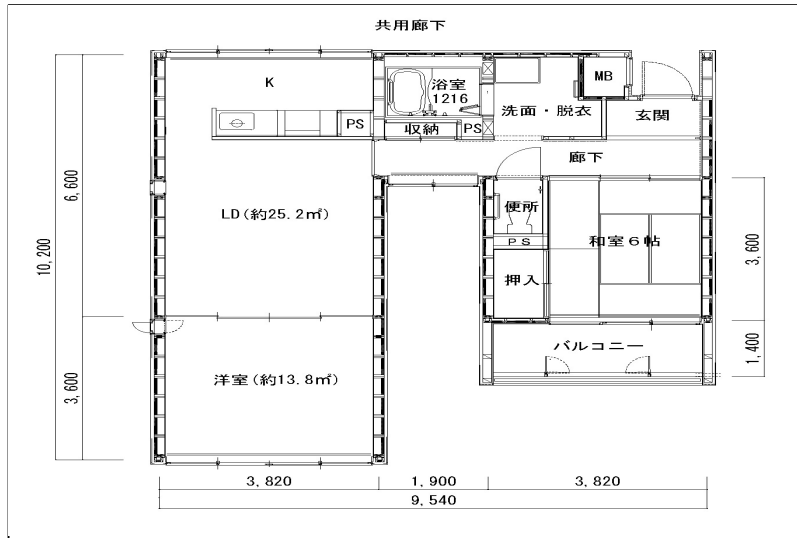 共用廊下
K
浴室
1216
MB
洗面・脱衣
玄関
PS
収納
PS
廊下
6,600
10,200
LD(約25.2㎡)
便所
PS
和室6帖
3,600
押入
バルコニー
1,400
洋室(約13.8㎡)
3,600
3,820
1,900
3,820
9,540